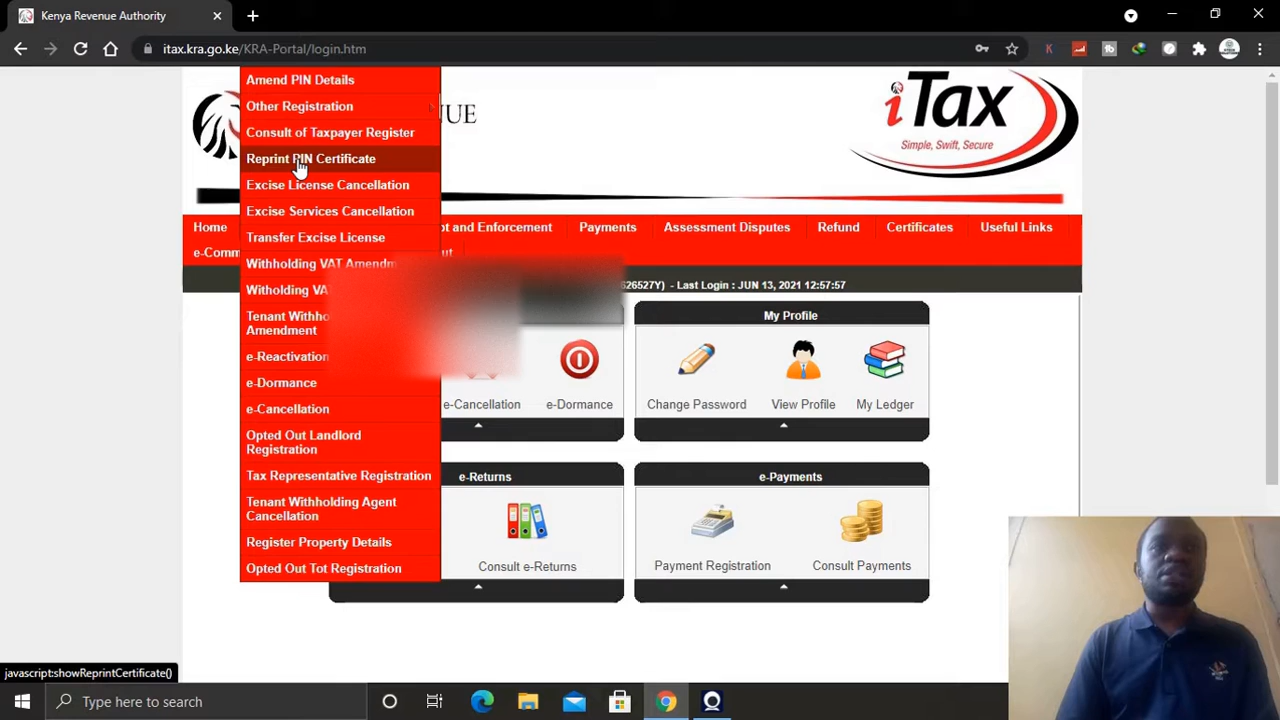 Kenya Revenue Authority
itax.kra.go.ke/KRA-Portal/login.htm
Amend PIN Details
Other Registration
Consult of Taxpayer Register
Reprint PIN Certificate
Excise License Cancellation
Excise Services Cancellation
Transfer Excise License
Withholding VAT Amendm
Witholding VA
Tenant Withho
Amendment
e-Reactivation
e-Dormance
e-Cancellation
Opted Out Landlord
Registration
Tax Representative Registration
Tenant Withholding Agent
Cancellation
Register Property Details
Opted Out Tot Registration
UE
iTax
Simple, Swift, Secure
Home
t and Enforcement
Payments
Assessment Disputes
Refund
Certificates
Useful Links
e-Comm
ut
626527Y) - Last Login : JUN 13, 2021 12:57:57
e-Cancellation
e-Dormance
My Profile
Change Password
View Profile
My Ledger
e-Returns
Consult e-Returns
e-Payments
Payment Registration
Consult Payments
javascript:showReprintCertificate()
Type here to search